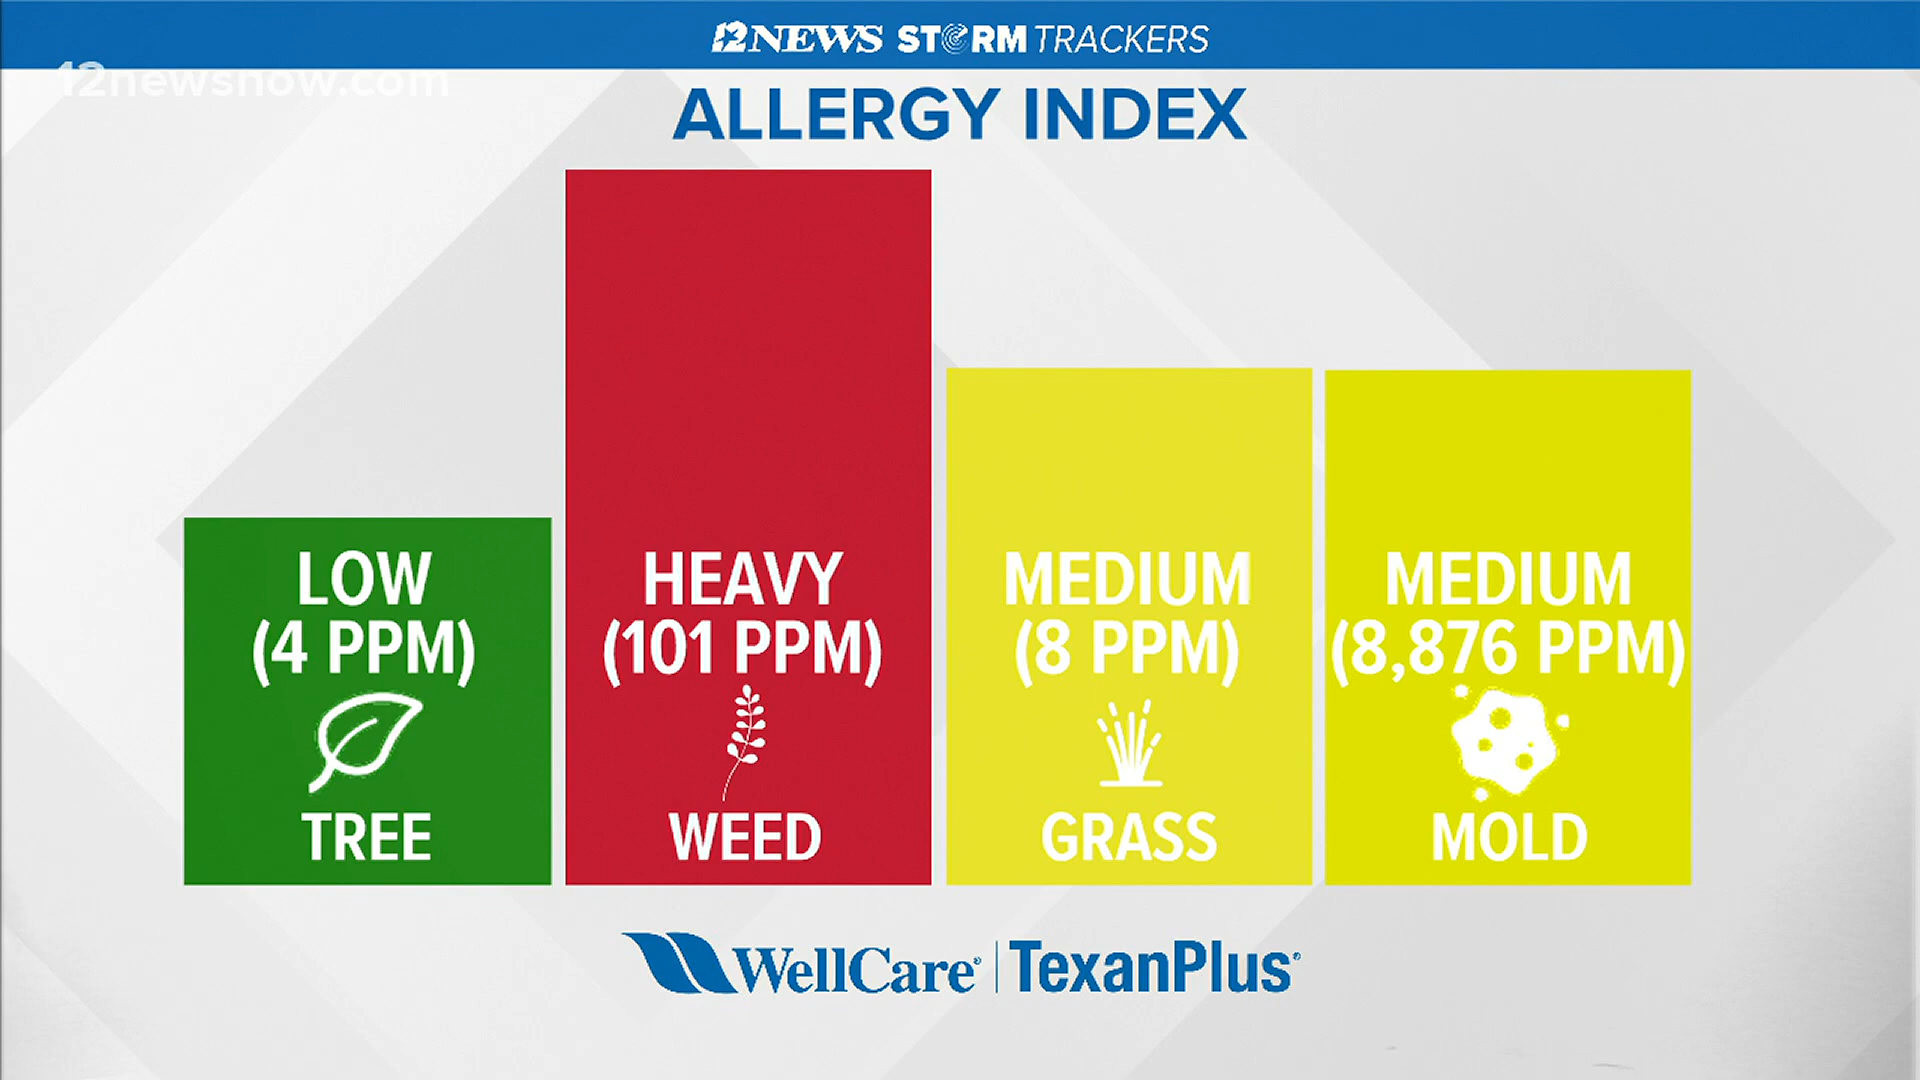 12NEWS STORM TRACKERS
12newsnow.com
ALLERGY INDEX
LOW
(4 PPM)
TREE
HEAVY
(101 PPM)
WEED
MEDIUM
(8 PPM)
GRASS
MEDIUM
(8,876 PPM)
MOLD
WellCare® | TexanPlus®